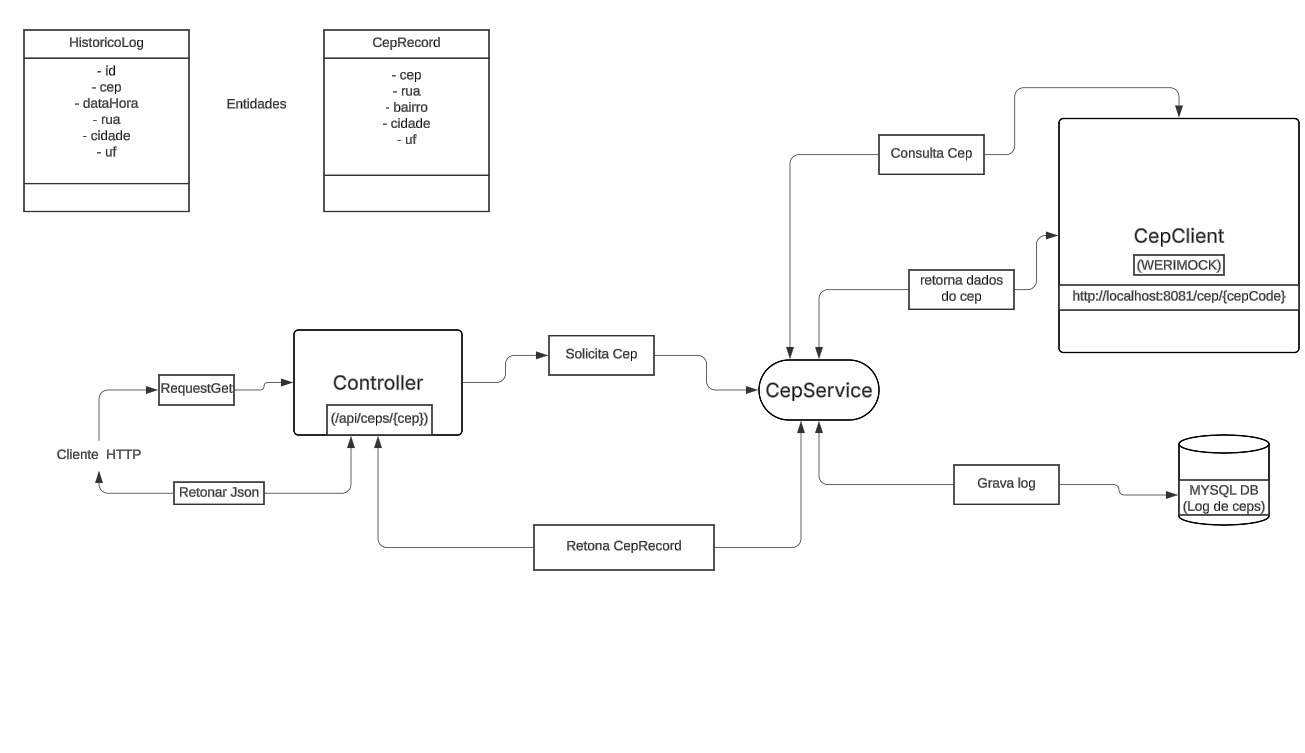 HistoricoLog
- id
- cep
- dataHora
- rua
- cidade
- uf
Entidades
CepRecord
- cep
- rua
- bairro
- cidade
- uf
Consulta Cep
CepClient
(WERIMOCK)
http://localhost:8081/cep/{cepCode}
retorna dados
do cep
Solicita Cep
Controller
(/api/ceps/{cep})
RequestGet
CepService
Cliente HTTP
Retonar Json
Grava log
MYSQL DB
(Log de ceps)
Retona CepRecord